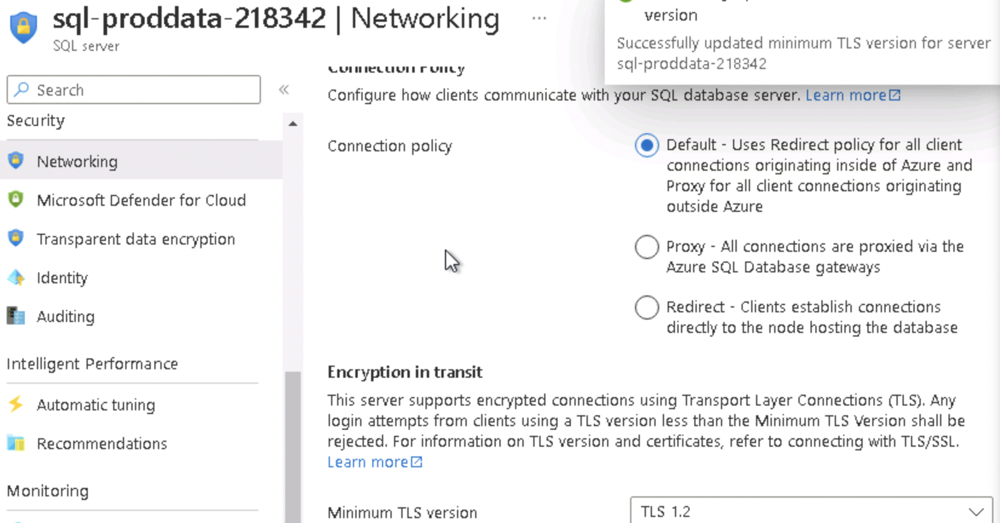 sql-proddata-218342 | Networking ...
SQL server
version
Successfully updated minimum TLS version for server
sql-proddata-218342
Search
«
Security
Networking
Microsoft Defender for Cloud
Transparent data encryption
Identity
Auditing
Intelligent Performance
Automatic tuning
Recommendations
Monitoring
Connection Policy
Configure how clients communicate with your SQL database server. Learn more
Connection policy
Default - Uses Redirect policy for all client
connections originating inside of Azure and
Proxy for all client connections originating
outside Azure
Proxy - All connections are proxied via the
Azure SQL Database gateways
Redirect - Clients establish connections
directly to the node hosting the database
Encryption in transit
This server supports encrypted connections using Transport Layer Connections (TLS). Any
login attempts from clients using a TLS version less than the Minimum TLS Version shall be
rejected. For information on TLS version and certificates, refer to connecting with TLS/SSL.
Learn more
Minimum TLS version
TLS 1.2